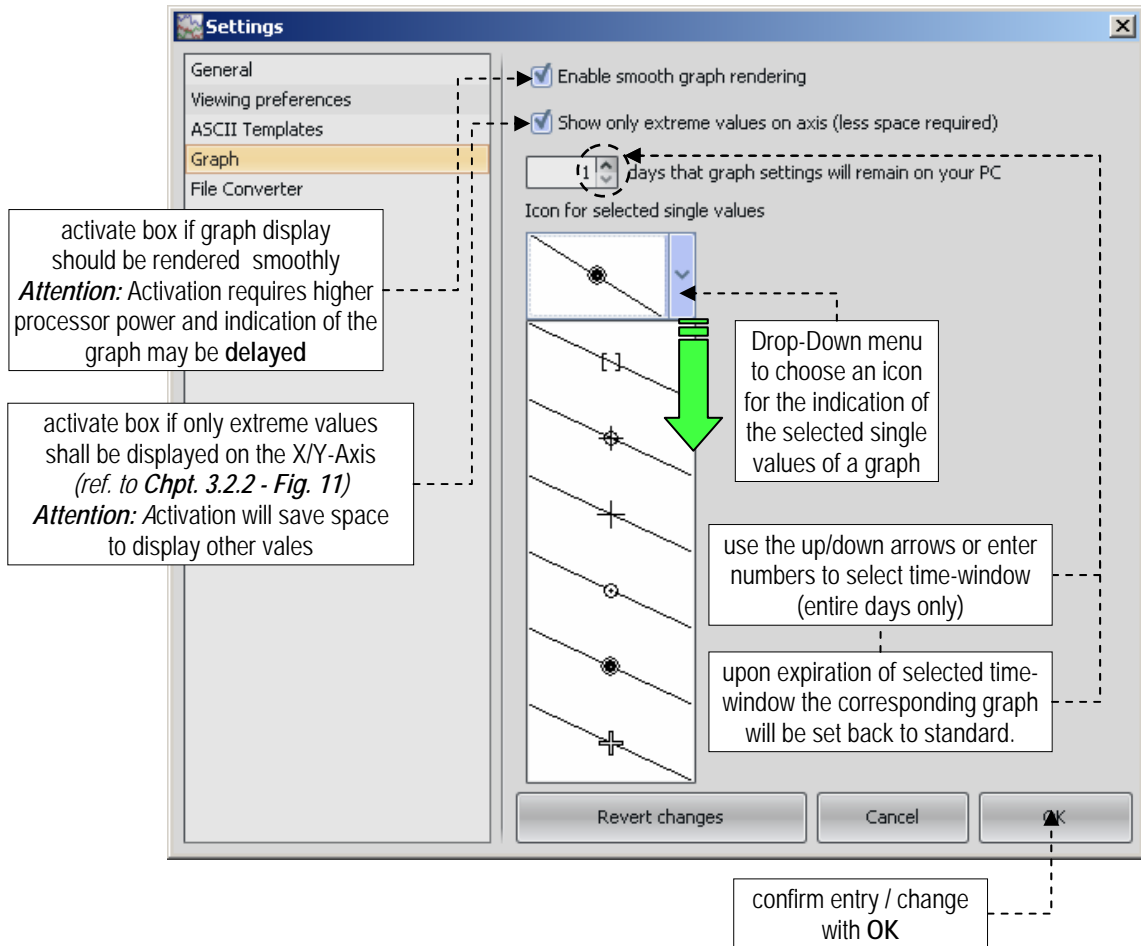 Settings
General
Viewing preferences
ASCII Templates
Graph
File Converter
Enable smooth graph rendering
Show only extreme values on axis (less space required)
1 days that graph settings will remain on your PC
Icon for selected single values
activate box if graph display
should be rendered smoothly
Attention: Activation requires higher
processor power and indication of the
graph may be delayed
activate box if only extreme values
shall be displayed on the X/Y-Axis
(ref. to Chpt. 3.2.2 - Fig. 11)
Attention: Activation will save space
to display other vales
Drop-Down menu
to choose an icon
for the indication of
the selected single
values of a graph
use the up/down arrows or enter
numbers to select time-window
(entire days only)
upon expiration of selected time-
window the corresponding graph
will be set back to standard.
Revert changes
Cancel
OK
confirm entry / change
with OK